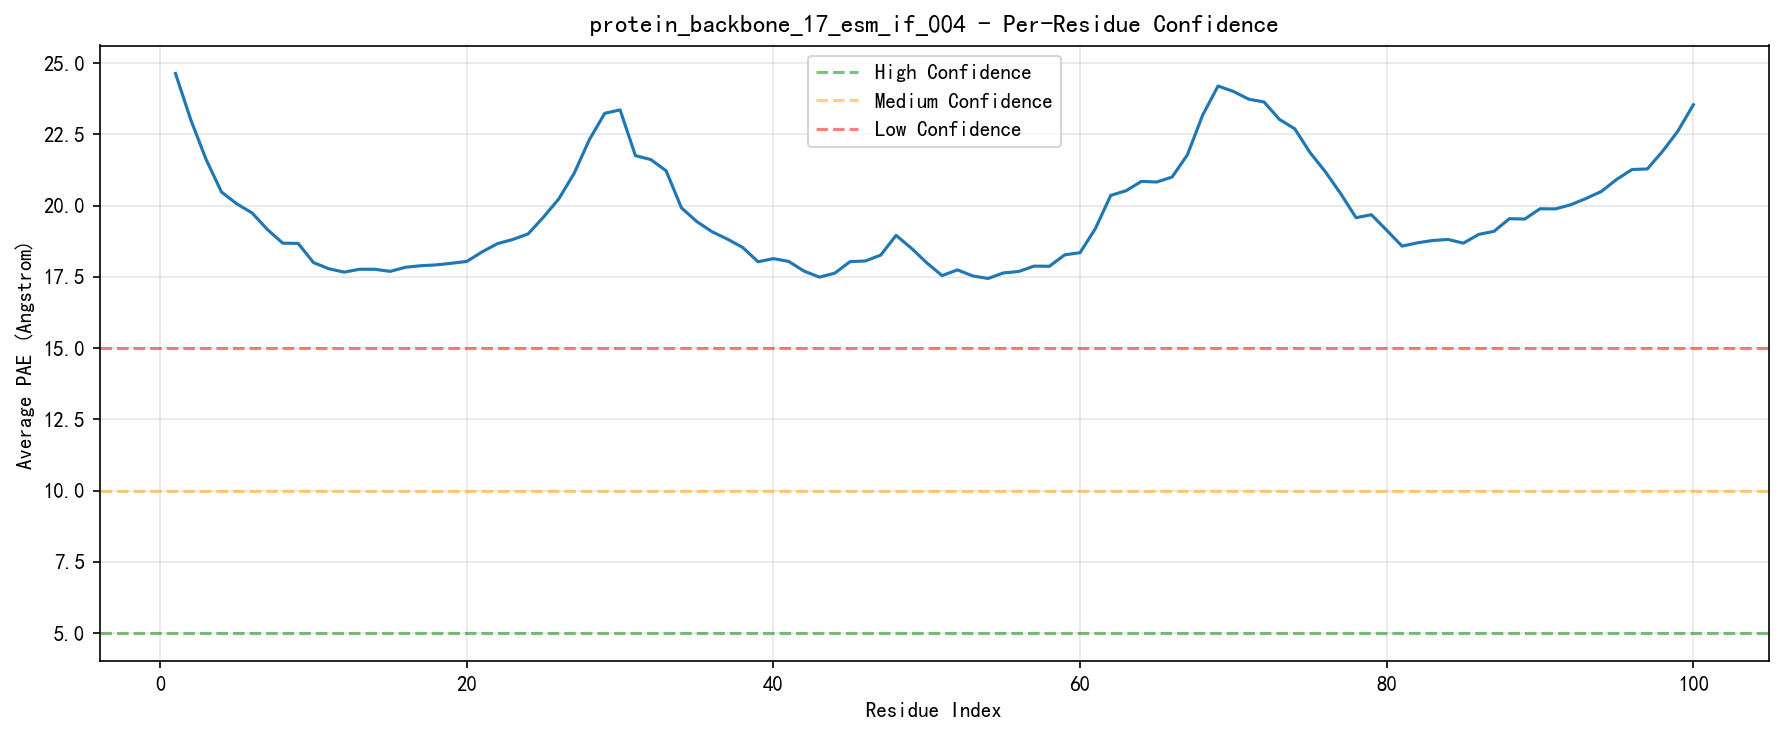 protein_backbone_17_esm_if_004 - Per-Residue Confidence
High Confidence
Medium Confidence
Low Confidence
Average PAE (Angstrom)
25.0
22.5
20.0
17.5
15.0
12.5
10.0
7.5
5.0
0 20 40 60 80 100
Residue Index